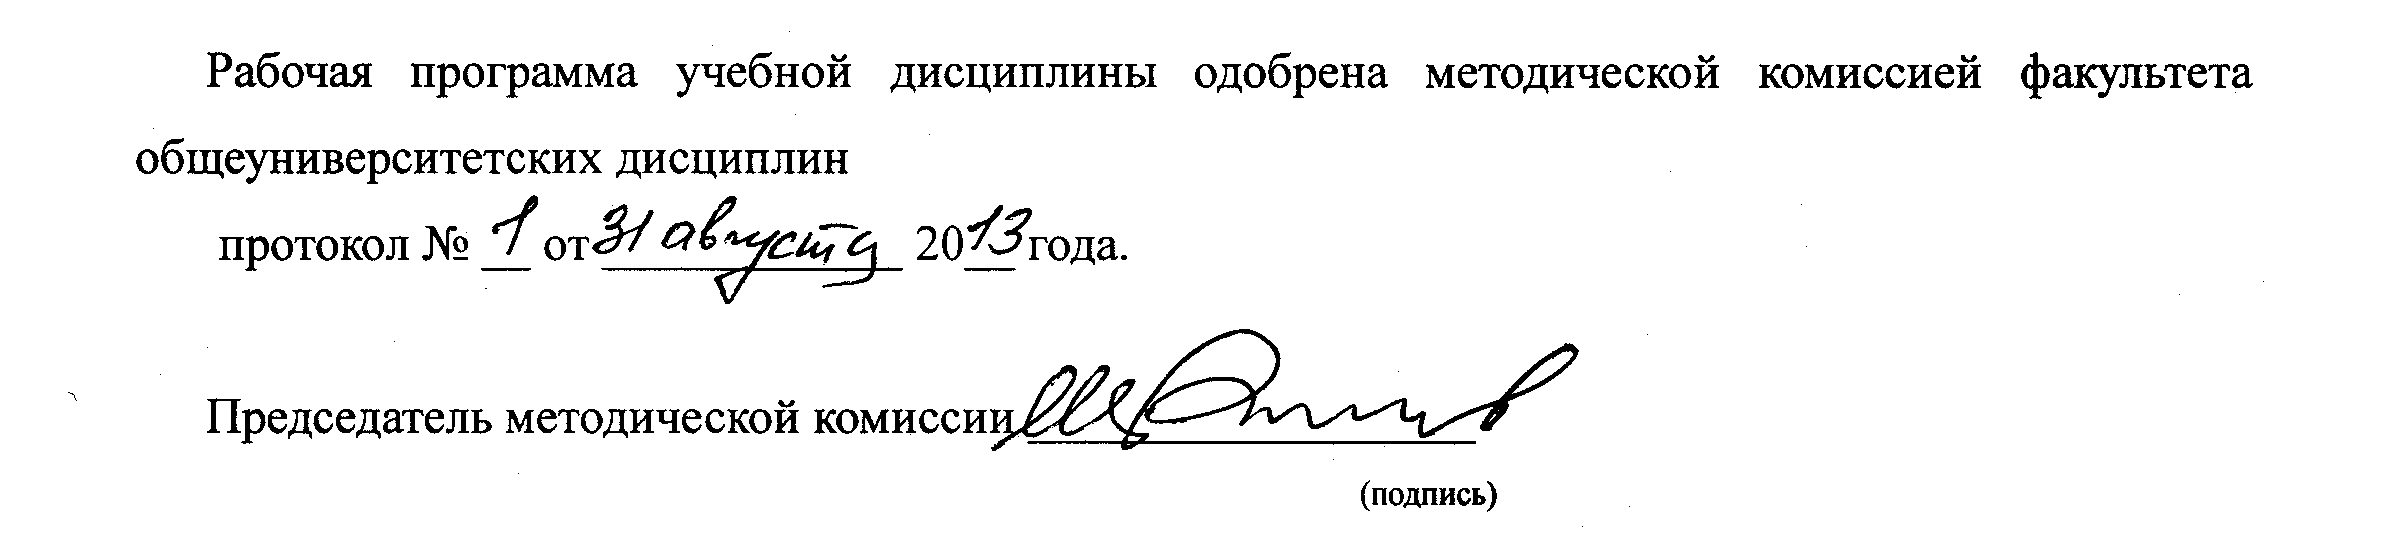 Рабочая программа учебной дисциплины одобрена методической комиссией факультета
общеуниверситетских дисциплин
протокол № 1 от 31 августа 2013 года.
Председатель методической комиссии
(подпись)